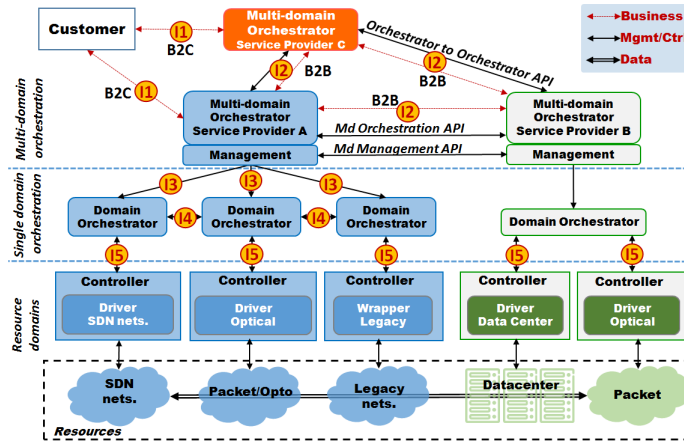 Customer
I1
B2C
Multi-domain
Orchestrator
Service Provider C
Orchestrator to Orchestrator API
Business
Mgmt/Ctrl
Data
B2C
I1
I2
B2B
I2
B2B
Multi-domain
orchestration
Multi-domain
Orchestrator
Service Provider A
Management
B2B
I2
Md Orchestration API
Md Management API
Multi-domain
Orchestrator
Service Provider B
Management
Single domain
orchestration
I3
I3
I3
Domain
Orchestrator
I4
Domain
Orchestrator
I4
Domain
Orchestrator
Domain
Orchestrator
I5
I5
I5
I5
I5
Resource
domains
Controller
Driver
SDN nets.
Controller
Driver
Optical
Controller
Wrapper
Legacy
Controller
Driver
Data Center
Controller
Driver
Optical
SDN
nets.
Packet/Opto
Legacy
nets.
Datacenter
Packet
Resources